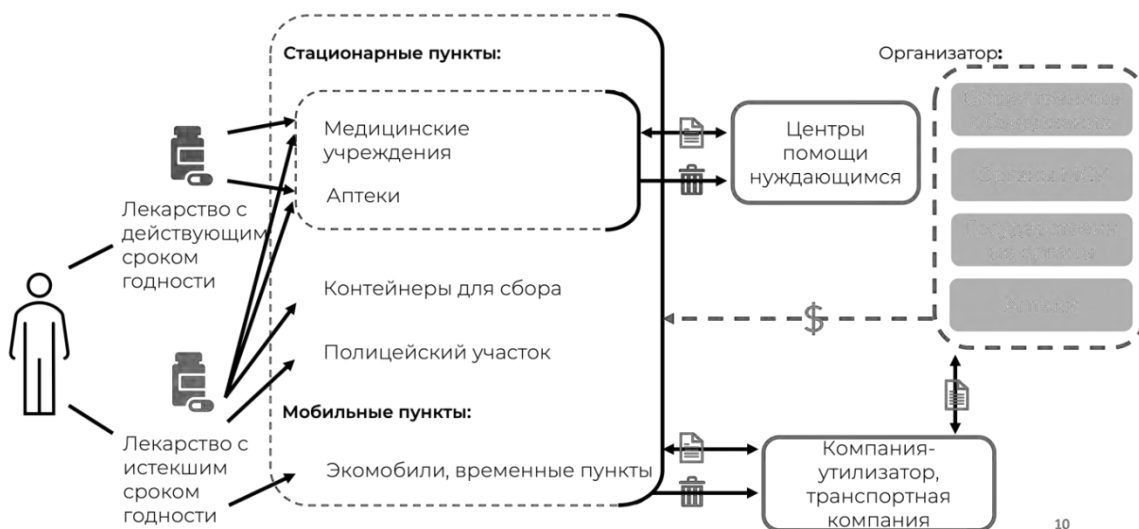 Стационарные пункты:
Организатор:
Медицинские
учреждения
Аптеки
Центры
помощи
нуждающимся
Лекарство с
действующим
сроком
годности
Контейнеры для сбора
Полицейский участок
$
Мобильные пункты:
Лекарство с
истекшим
сроком
годности
Экомобили, временные пункты
Компания-
утилизатор,
транспортная
компания
Аптеки
10